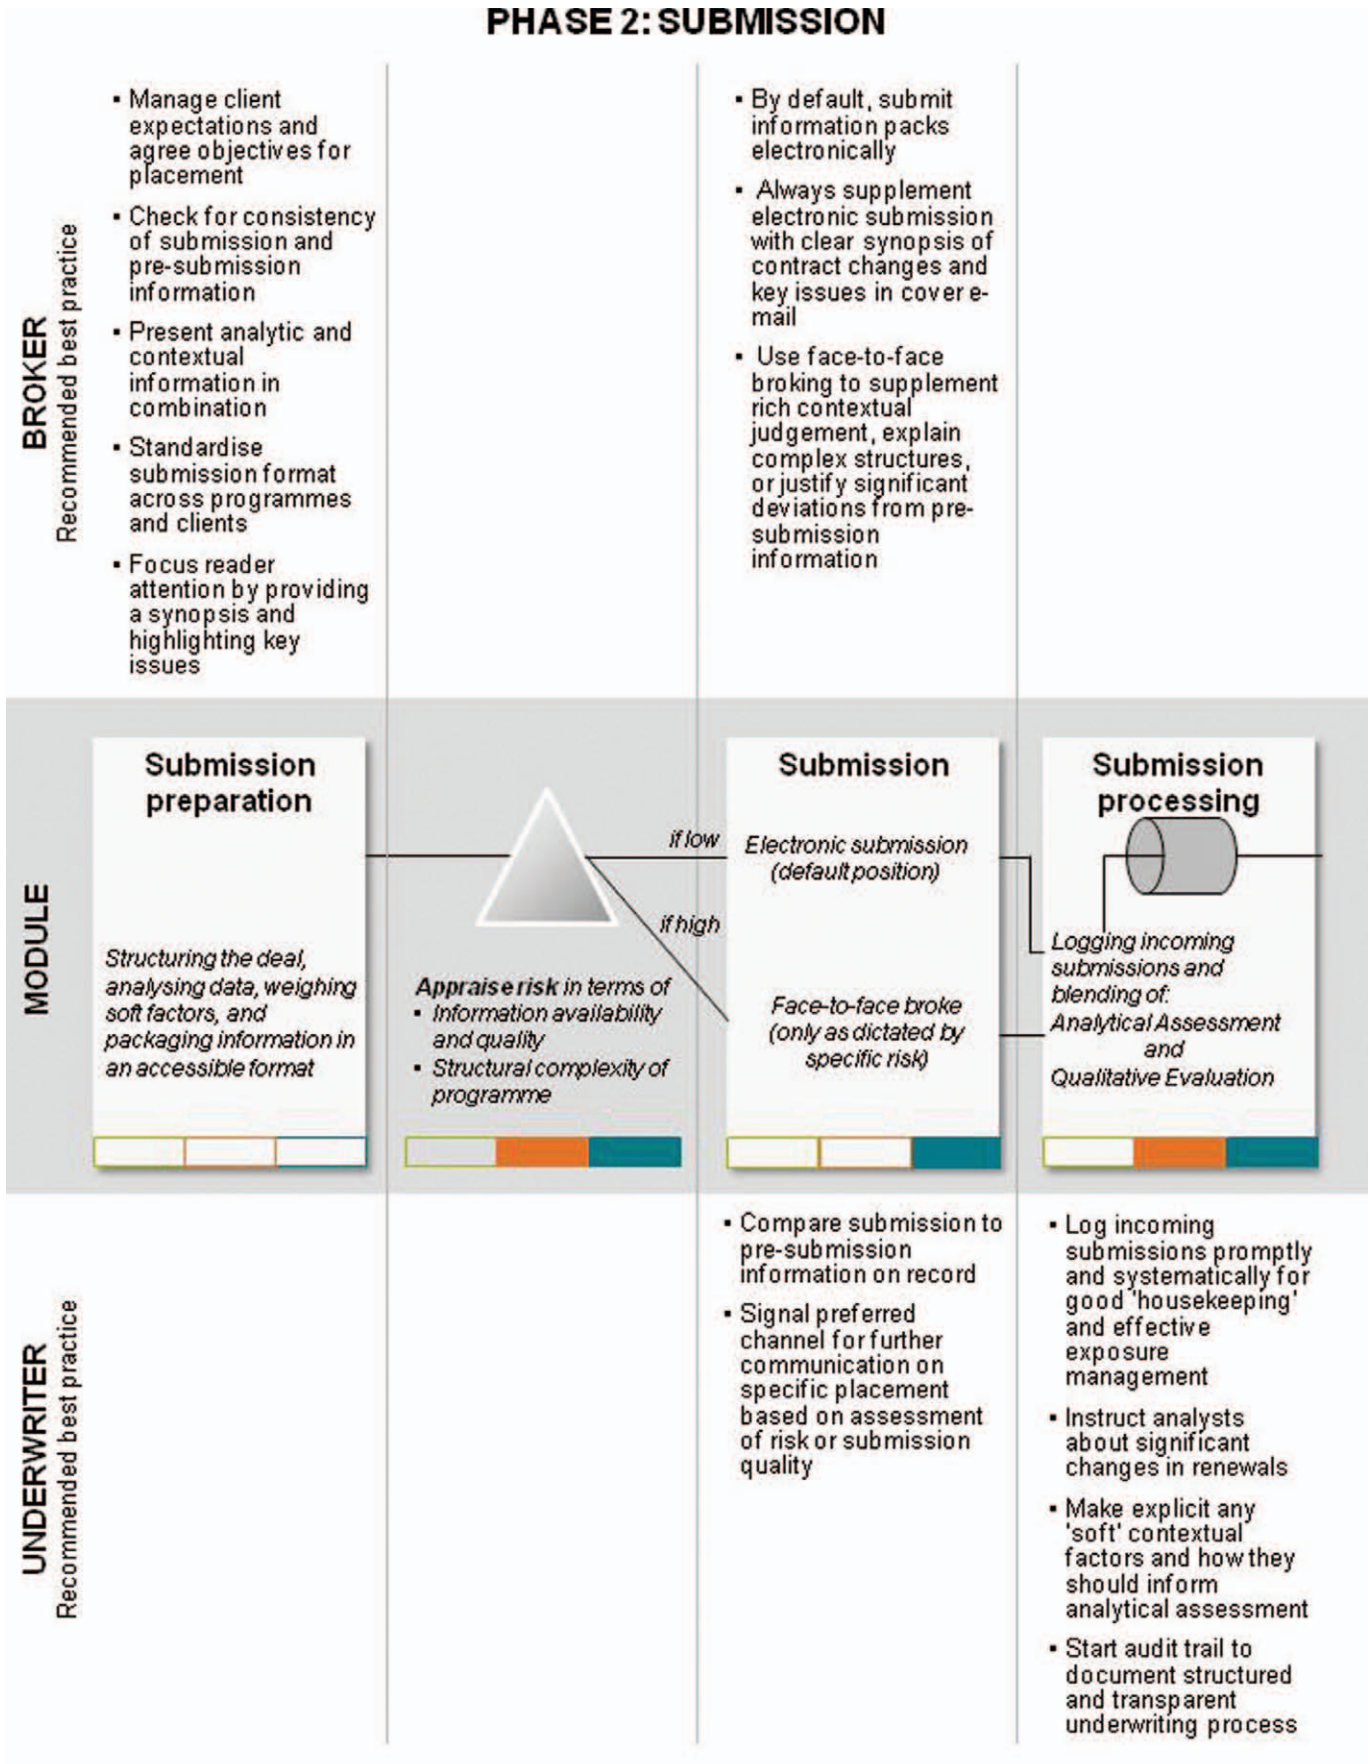 PHASE 2: SUBMISSION
BROKER
Recommended best practice
▪ Manage client
expectations and
agree objectives for
placement
▪ Check for consistency
of submission and
pre-submission
information
▪ Present analytic and
contextual
information in
combination
▪ Standardise
submission format
across programmes
and clients
▪ Focus reader
attention by providing
a synopsis and
highlighting key
issues
▪ By default, submit
information packs
electronically
▪ Always supplement
electronic submission
with clear synopsis of
contract changes and
key issues in cover e-
mail
▪ Use face-to-face
broking to supplement
rich contextual
judgement, explain
complex structures,
or justify significant
deviations from pre-
submission
information
MODULE
Submission
preparation
Structuring the deal,
analysing data, weighing
soft factors, and
packaging information in
an accessible format
if low
if high
Appraise risk in terms of
▪ Information availability
and quality
▪ Structural complexity of
programme
Submission
Electronic submission
(default position)
Face-to-face broke
(only as dictated by
specific risk)
Submission
processing
Logging incoming
submissions and
blending of:
Analytical Assessment
and
Qualitative Evaluation
UNDERWRITER
Recommended best practice
▪ Compare submission to
pre-submission
information on record
▪ Signal preferred
channel for further
communication on
specific placement
based on assessment
of risk or submission
quality
▪ Log incoming
submissions promptly
and systematically for
good 'housekeeping'
and effective
exposure
management
▪ Instruct analysts
about significant
changes in renewals
▪ Make explicit any
'soft' contextual
factors and how they
should inform
analytical assessment
▪ Start audit trail to
document structured
and transparent
underwriting process